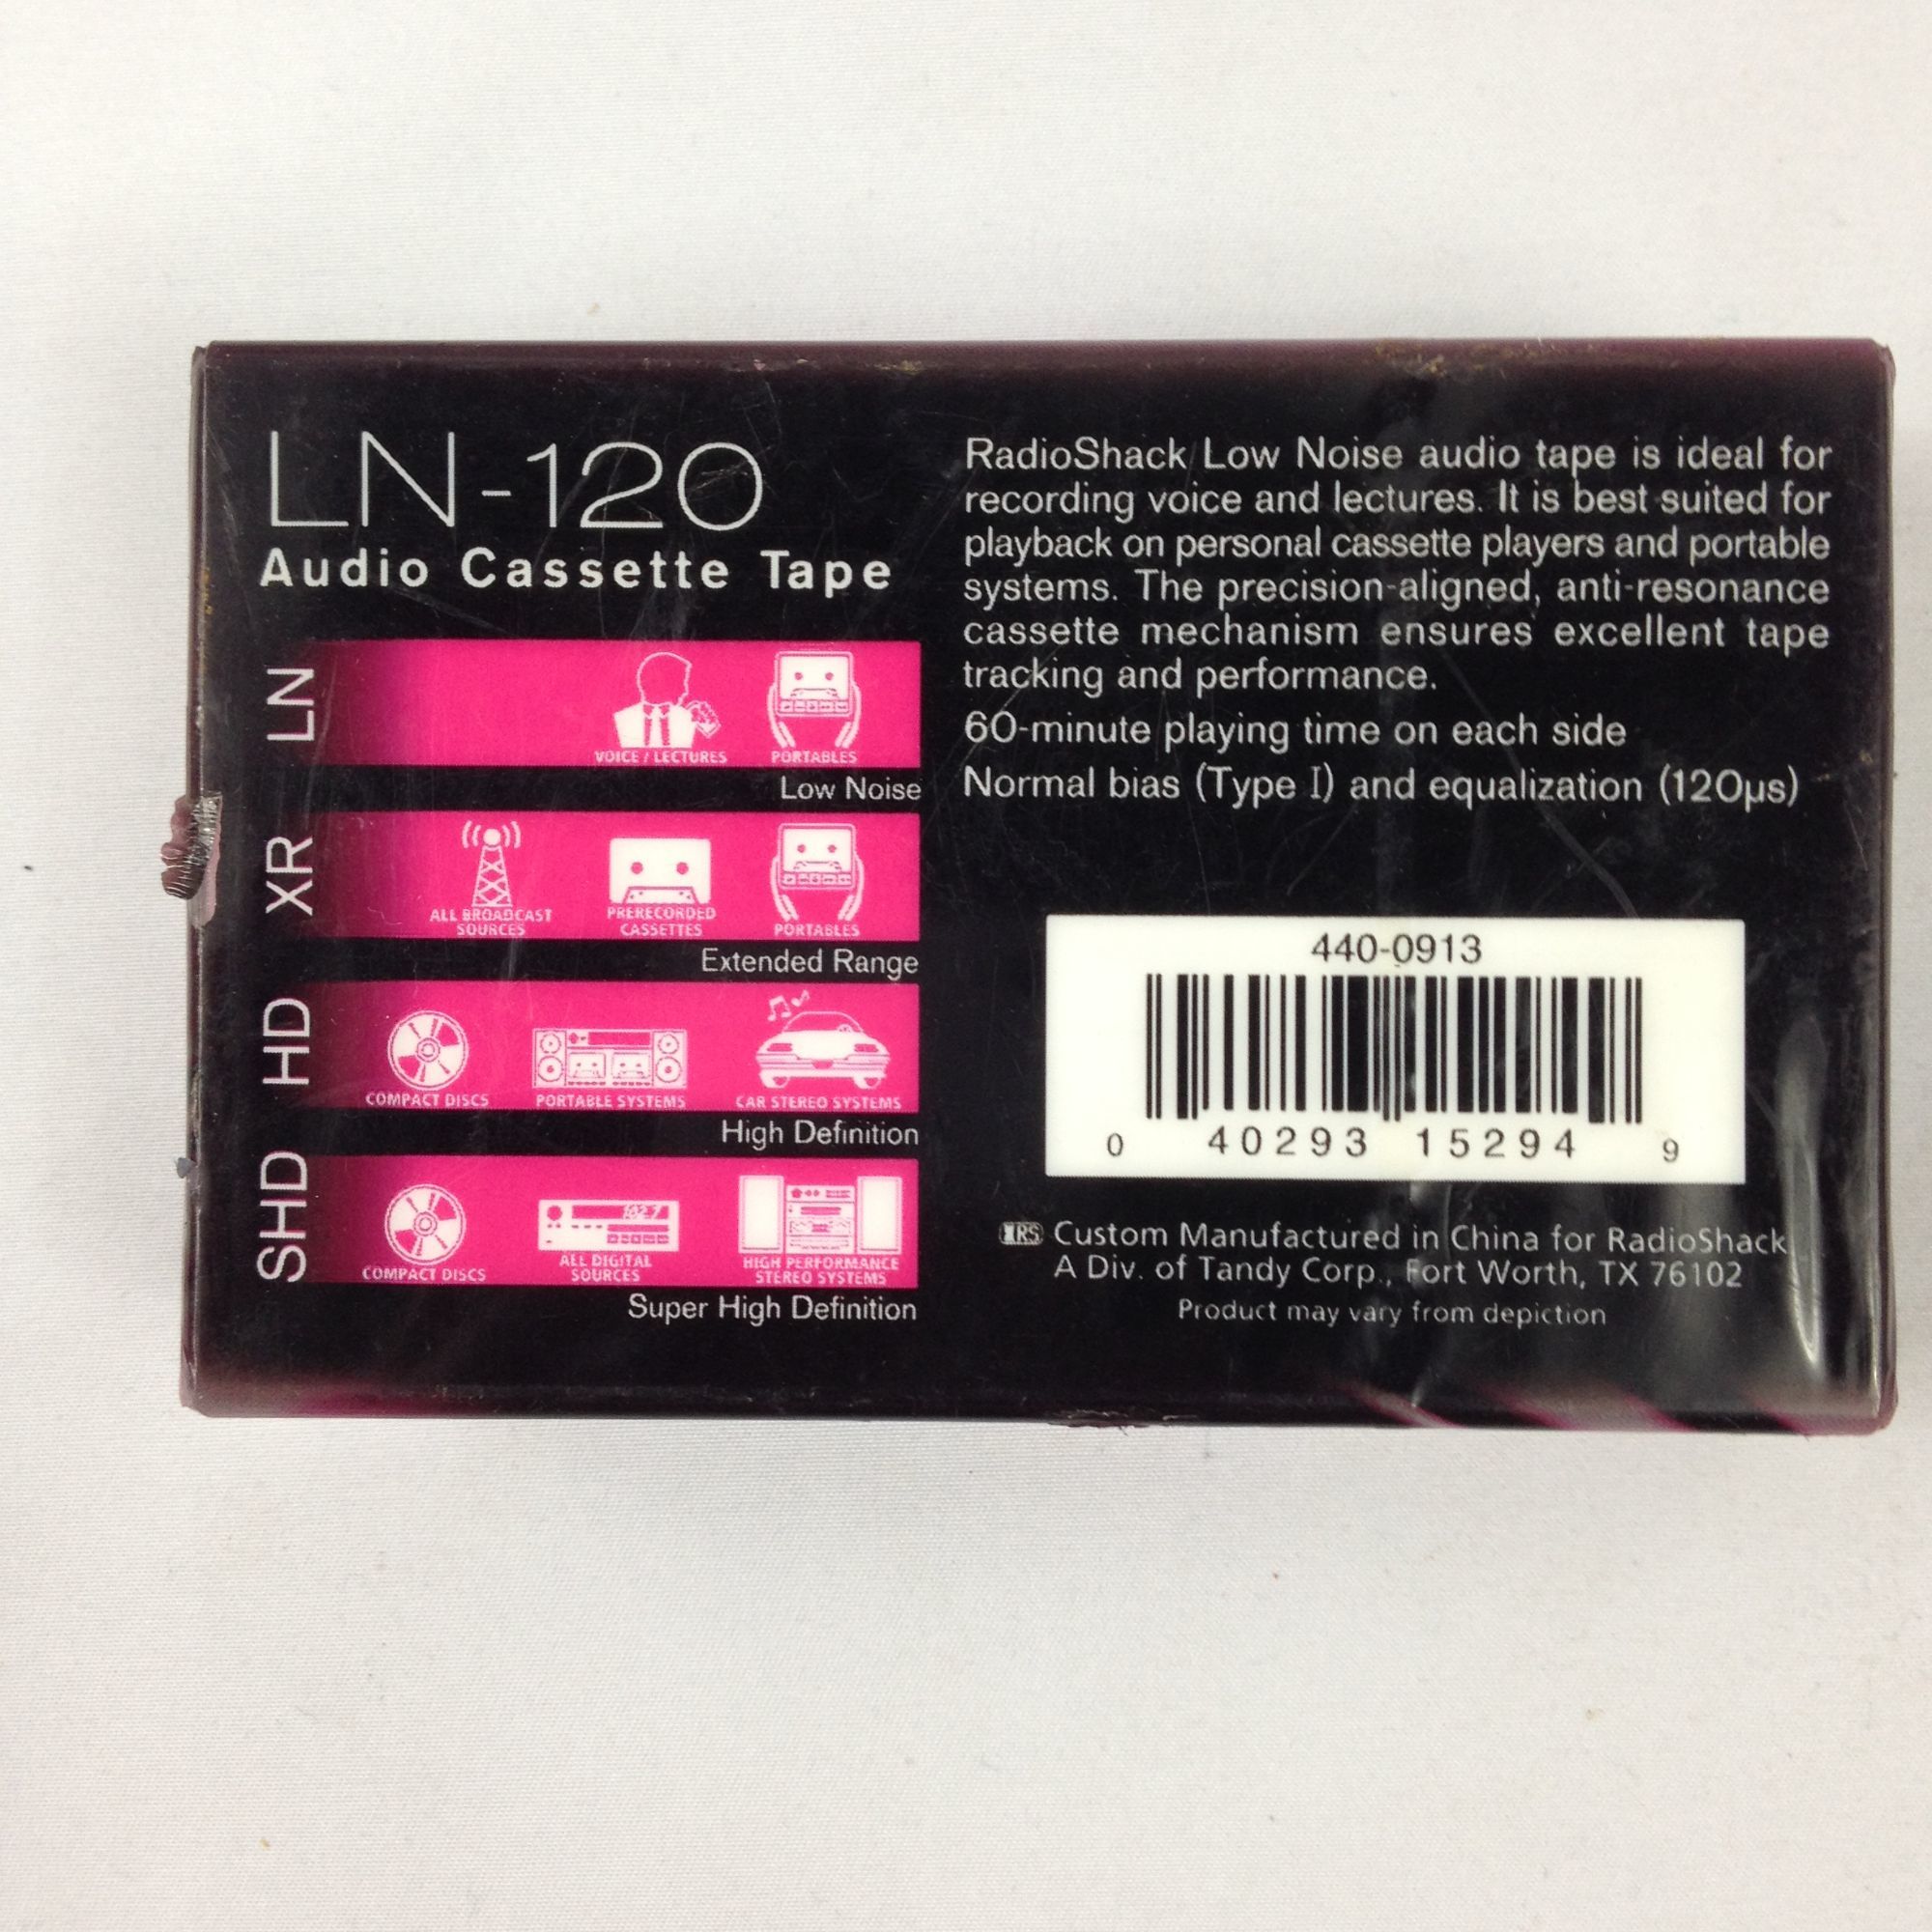 LN-120
Audio Cassette Tape
LN
VOICE / LECTURES
PORTABLES
Low Noise
XR
ALL BROADCAST
SOURCES
PRERECORDED
CASSETTES
PORTABLES
Extended Range
HD
COMPACT DISCS
PORTABLE SYSTEMS
CAR STEREO SYSTEMS
High Definition
SHD
COMPACT DISCS
102.7
ALL DIGITAL
SOURCES
HIGH PERFORMANCE
STEREO SYSTEMS
Super High Definition
RadioShack Low Noise audio tape is ideal for
recording voice and lectures. It is best suited for
playback on personal cassette players and portable
systems. The precision-aligned, anti-resonance
cassette mechanism ensures excellent tape
tracking and performance.
60-minute playing time on each side
Normal bias (Type I) and equalization (120µs)
440-0913
0 40293 15294 9
RS Custom Manufactured in China for RadioShack
A Div. of Tandy Corp., Fort Worth, TX 76102
Product may vary from depiction